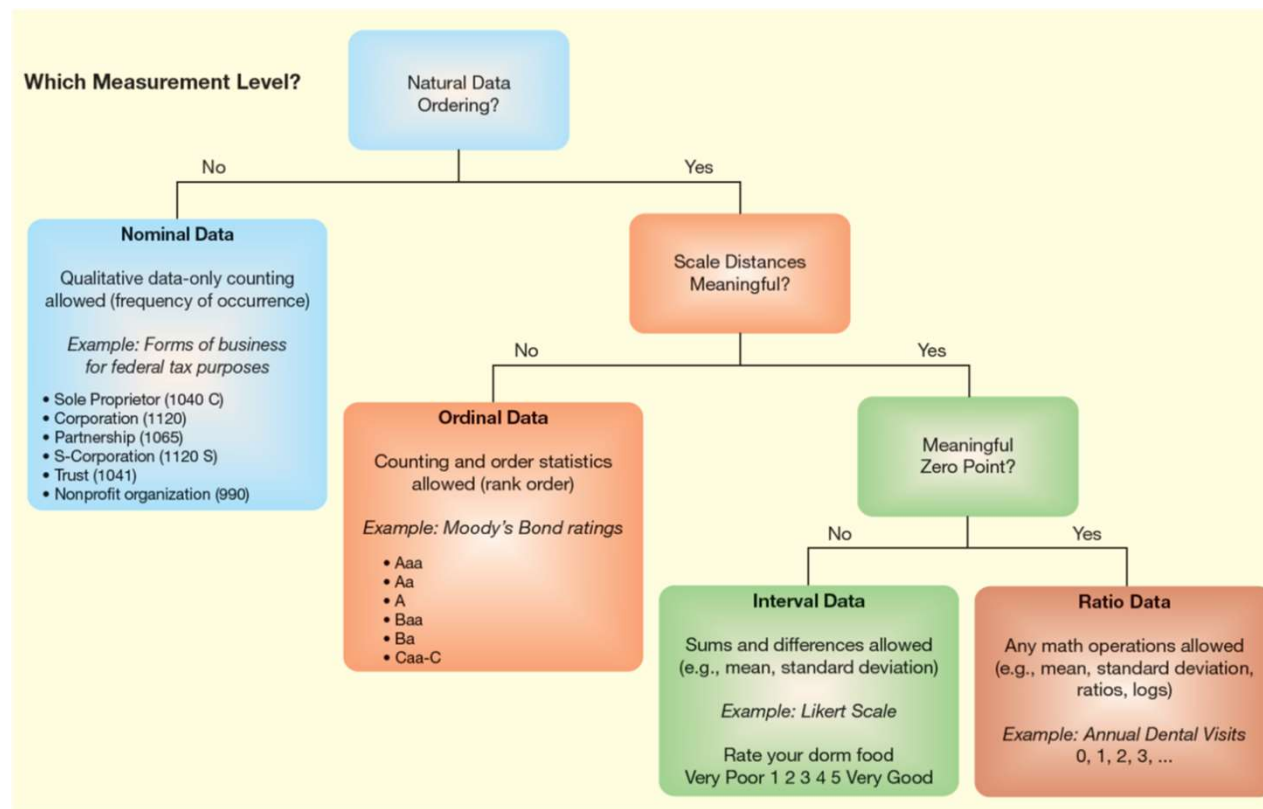 Which Measurement Level?
Natural Data
Ordering?
No
Yes
Nominal Data
Qualitative data-only counting
allowed (frequency of occurrence)
Example: Forms of business
for federal tax purposes
• Sole Proprietor (1040 C)
• Corporation (1120)
• Partnership (1065)
• S-Corporation (1120 S)
• Trust (1041)
• Nonprofit organization (990)
Scale Distances
Meaningful?
No
Yes
Ordinal Data
Counting and order statistics
allowed (rank order)
Example: Moody's Bond ratings
• Aaa
• Aa
• A
• Baa
• Ba
• Caa-C
Meaningful
Zero Point?
No
Yes
Interval Data
Sums and differences allowed
(e.g., mean, standard deviation)
Example: Likert Scale
Rate your dorm food
Very Poor 1 2 3 4 5 Very Good
Ratio Data
Any math operations allowed
(e.g., mean, standard deviation,
ratios, logs)
Example: Annual Dental Visits
0, 1, 2, 3, ...